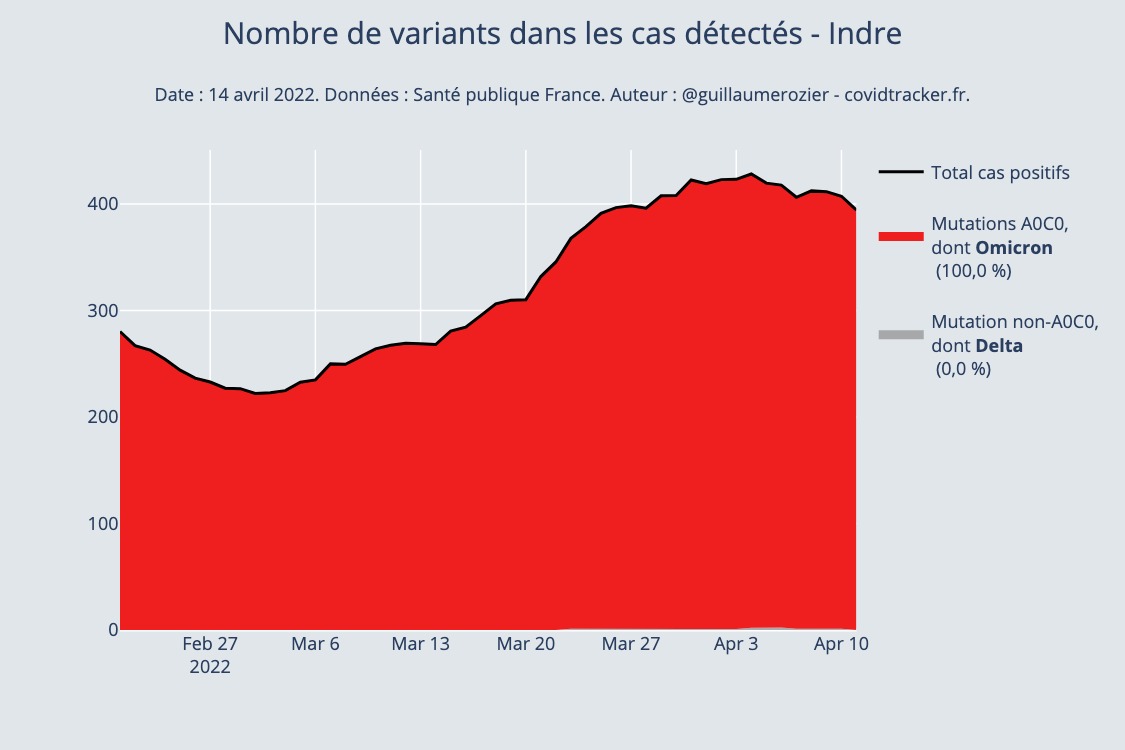 Nombre de variants dans les cas détectés - Indre
Date : 14 avril 2022. Données : Santé publique France. Auteur : @guillaumerozier - covidtracker.fr.
Total cas positifs
Mutations A0C0,
dont Omicron
(100,0 %)
Mutation non-A0C0,
dont Delta
(0,0 %)
400
300
200
100
0
Feb 27
2022
Mar 6
Mar 13
Mar 20
Mar 27
Apr 3
Apr 10